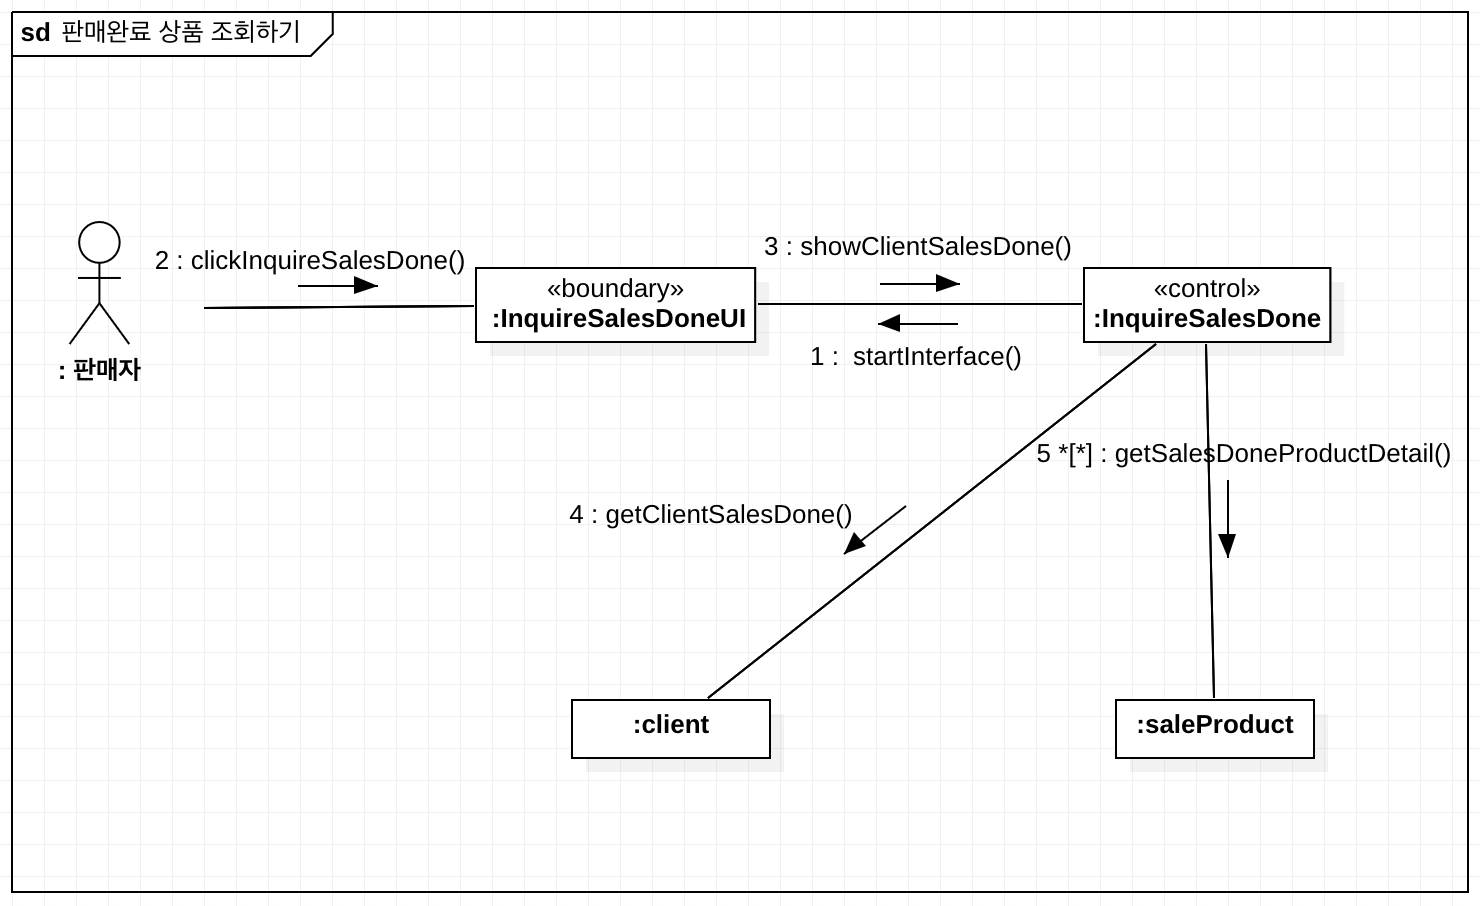 sd 판매완료 상품 조회하기
2 : clickInquireSalesDone()
3 : showClientSalesDone()
«boundary»
:InquireSalesDoneUI
«control»
:InquireSalesDone
1 :  startInterface()
: 판매자
5 *[*] : getSalesDoneProductDetail()
4 : getClientSalesDone()
:client
:saleProduct